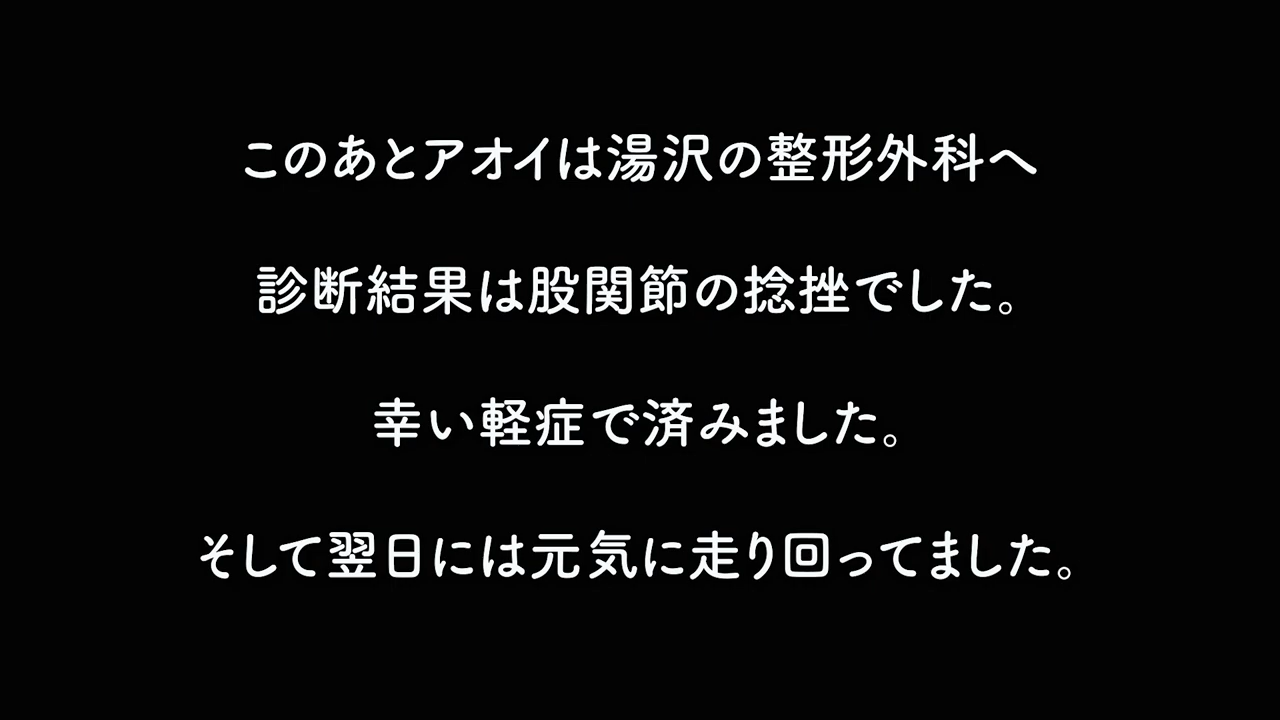 このあとアオイは湯沢の整形外科へ
診断結果は股関節の捻挫でした。
幸い軽症で済みました。
そして翌日には元気に走り回ってました。